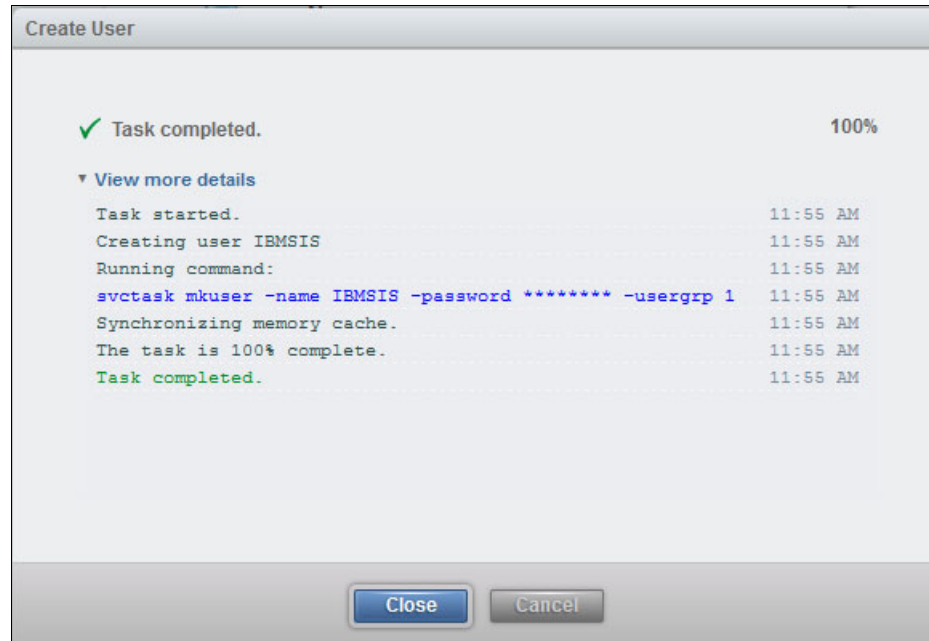 Create User
Task completed. 100%
View more details
Task started. 11:55 AM
Creating user IBMSIS 11:55 AM
Running command: 11:55 AM
svctask mkuser -name IBMSIS -password ******** -usergrp 1 11:55 AM
Synchronizing memory cache. 11:55 AM
The task is 100% complete. 11:55 AM
Task completed. 11:55 AM
Close Cancel